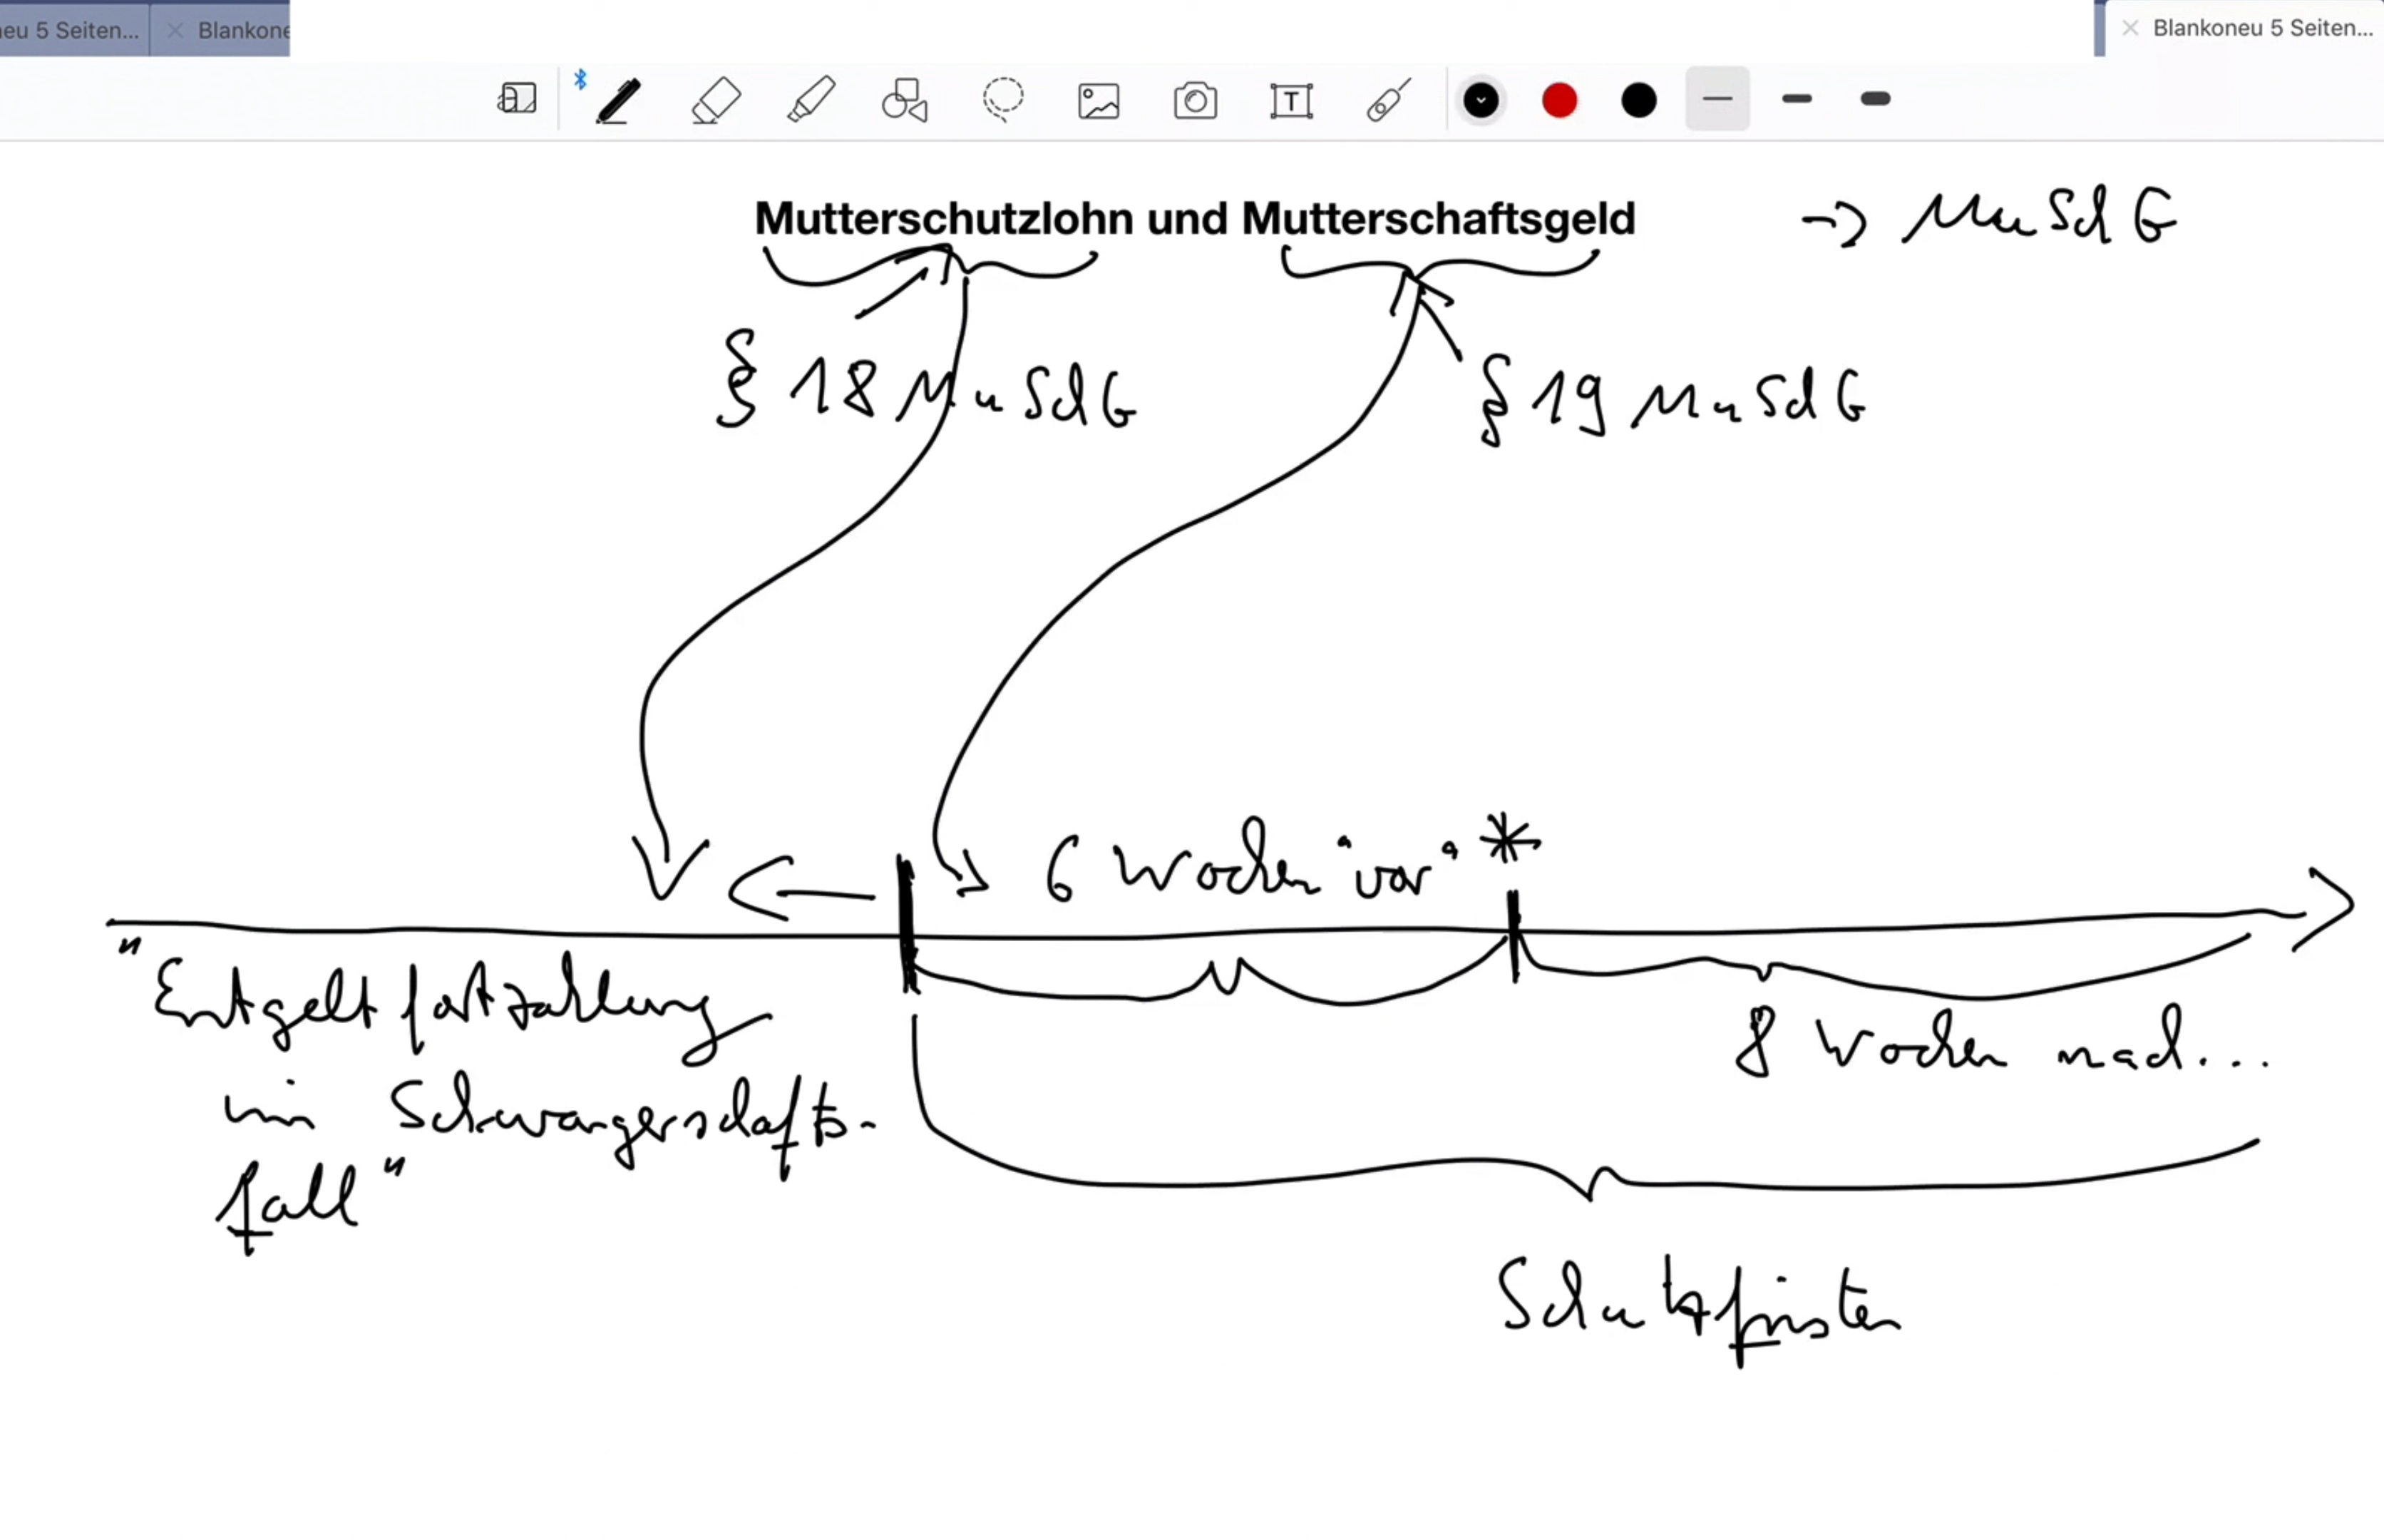 eu 5 Seiten...
Blankone
Blankoneu 5 Seiten...
T
Mutterschutzlohn und Mutterschaftsgeld
→ MuSchG
§ 18 MuSchG
§ 19 MuSchG
6 Wochen "vor" *
"Entgeltfortzahlung
im Schwangerschafts-
fall"
8 Wochen nach...
Schutzfristen